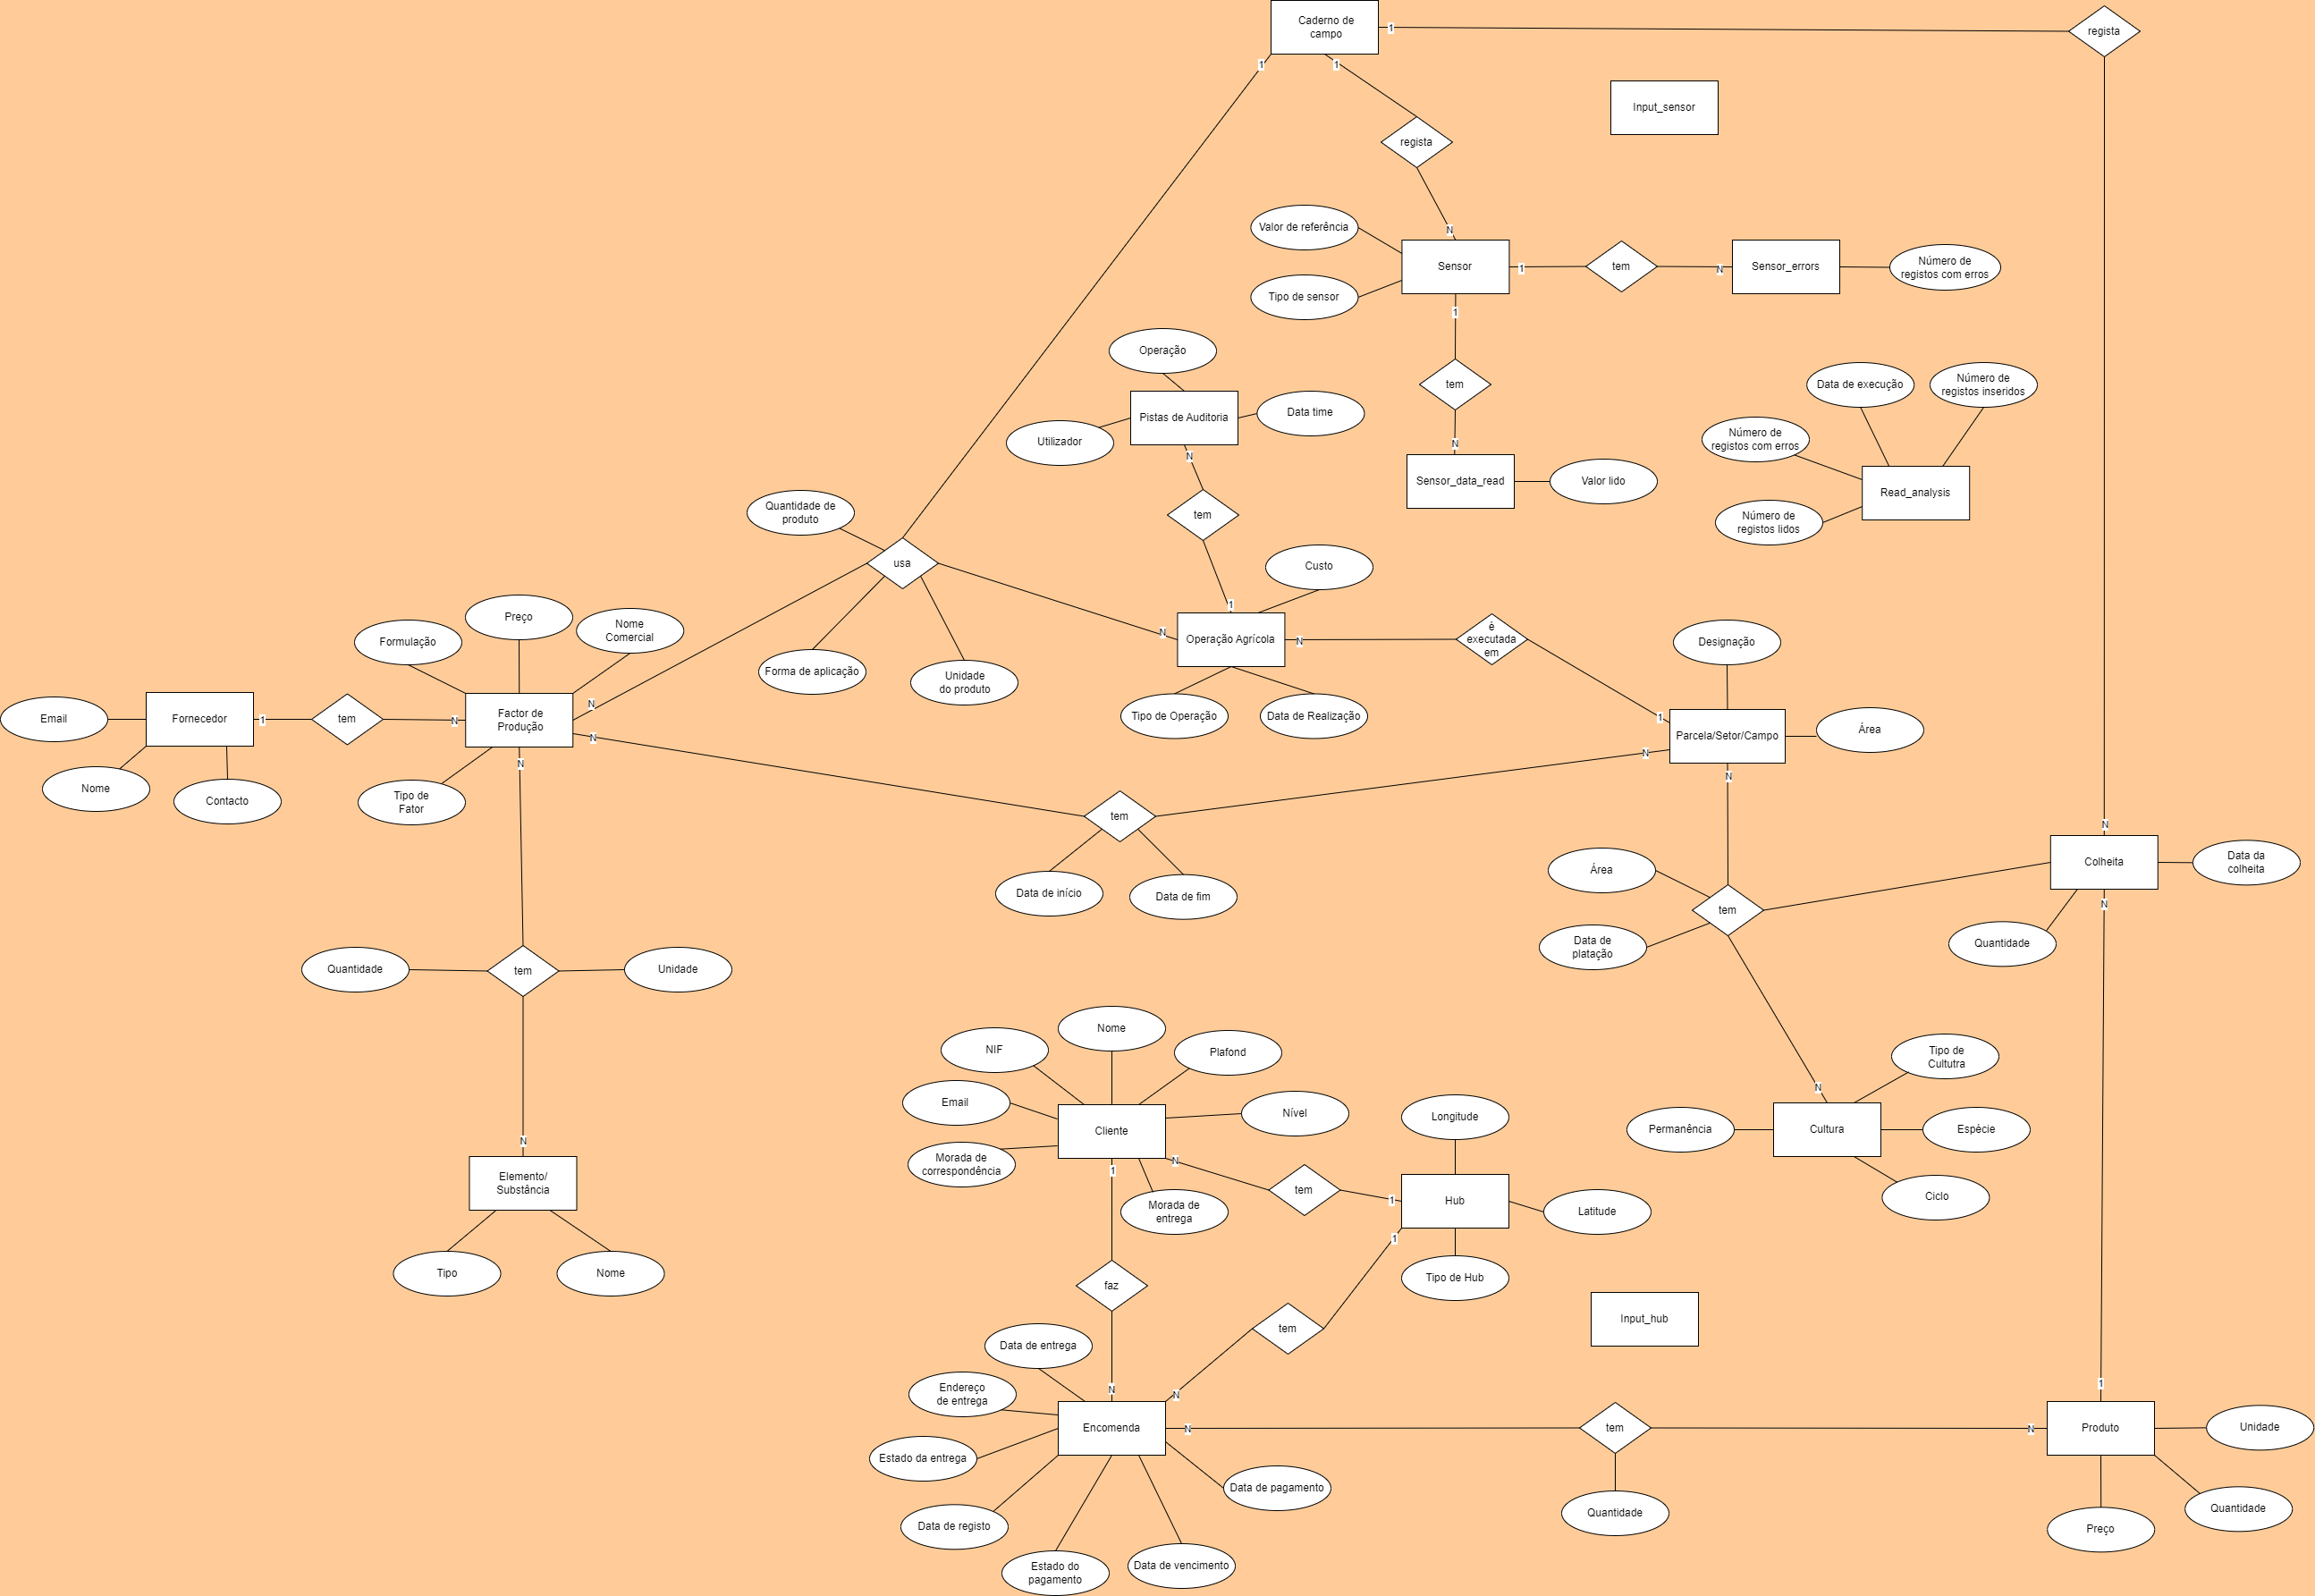 Caderno de
campo
1
regista
1
1
Input_sensor
regista
N
Valor de referência
Sensor
1
tem
N
Sensor_errors
Número de
registos com erros
Tipo de sensor
1
Operação
tem
Data de execução
Número de
registos inseridos
Pistas de Auditoria
Data time
Utilizador
N
N
Número de
registos com erros
Sensor_data_read
Valor lido
Read_analysis
Quantidade de
produto
tem
Número de
registos lidos
usa
Custo
1
Preço
Nome
Comercial
Formulação
N
Operação Agrícola
N
é
executada
em
Designação
Forma de aplicação
Unidade
do produto
N
Tipo de Operação
Data de Realização
1
Email
Fornecedor
1
tem
N
Factor de
Produção
N
Parcela/Setor/Campo
Área
N
N
N
Nome
Contacto
Tipo de
Fator
tem
N
Colheita
Data da
colheita
Área
Data de início
Data de fim
tem
N
Data de
platação
Quantidade
Quantidade
tem
Unidade
Nome
NIF
Plafond
Tipo de
Cultutra
N
Email
Nível
Longitude
Cliente
Permanência
Cultura
Espécie
N
Morada de
correspondência
1
N
tem
1
Hub
Elemento/
Substância
Morada de
entrega
Latitude
Ciclo
1
Tipo
Nome
faz
Tipo de Hub
Input_hub
tem
Data de entrega
N
N
1
Endereço
de entrega
Encomenda
N
tem
N
Produto
Unidade
Estado da entrega
Data de pagamento
Quantidade
Quantidade
Data de registo
Preço
Estado do
pagamento
Data de vencimento